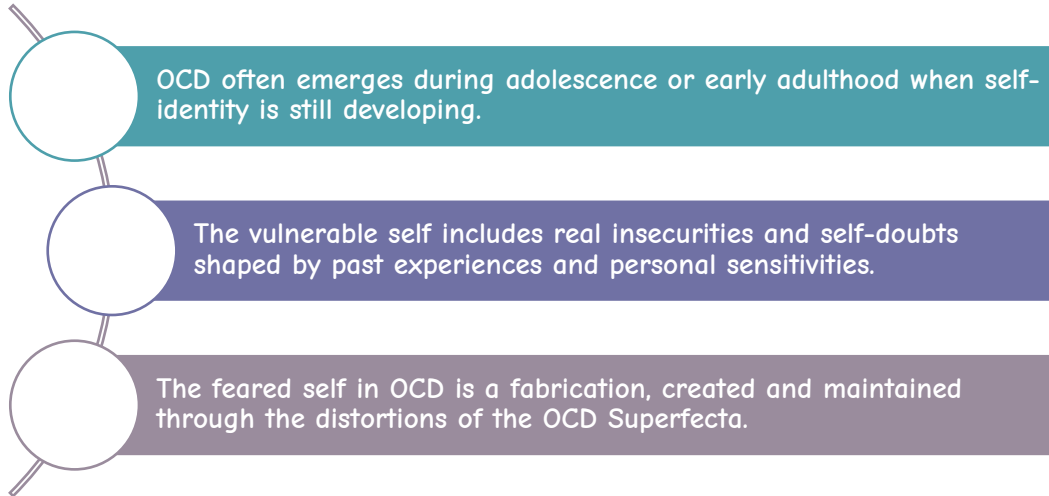 OCD often emerges during adolescence or early adulthood when self-
identity is still developing.
The vulnerable self includes real insecurities and self-doubts
shaped by past experiences and personal sensitivities.
The feared self in OCD is a fabrication, created and maintained
through the distortions of the OCD Superfecta.